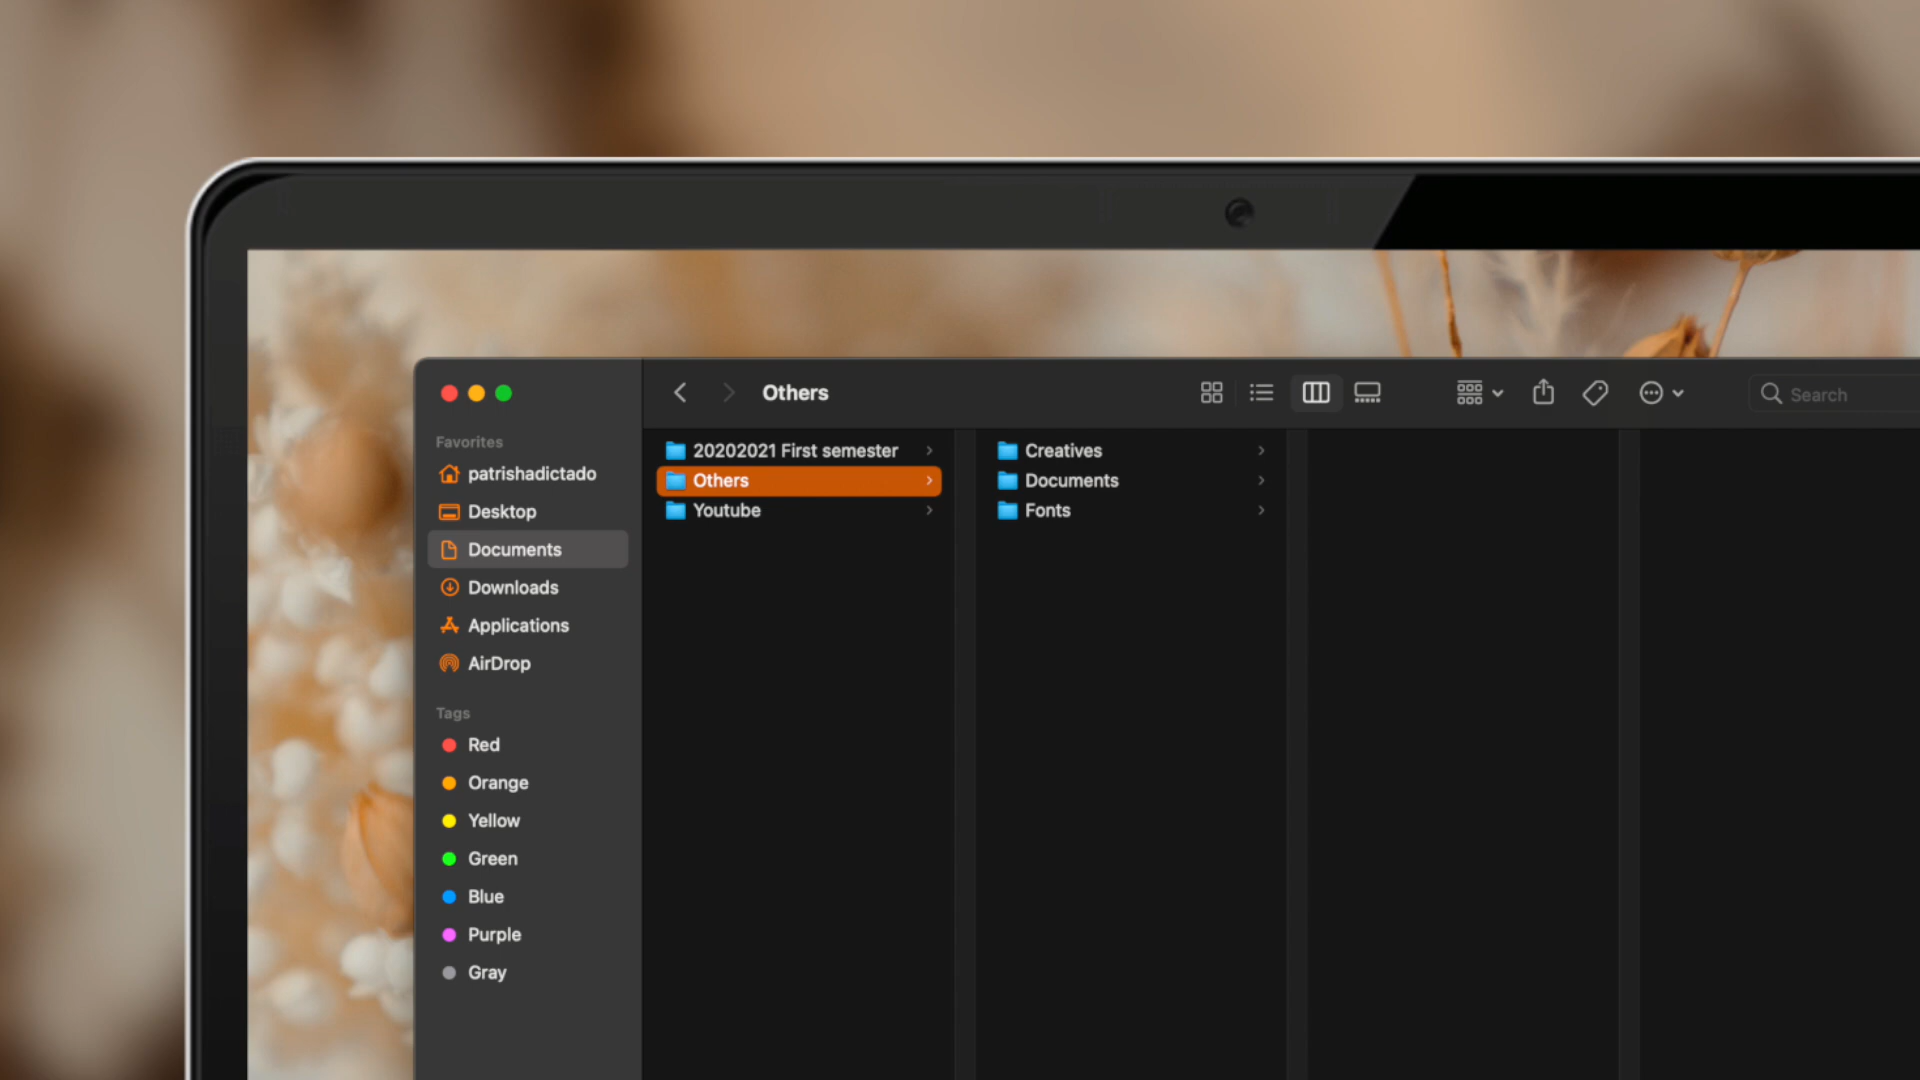 Others
Search
Favorites
patrishadictado
Desktop
Documents
Downloads
Applications
AirDrop
Tags
Red
Orange
Yellow
Green
Blue
Purple
Gray
20202021 First semester
Others
Youtube
Creatives
Documents
Fonts